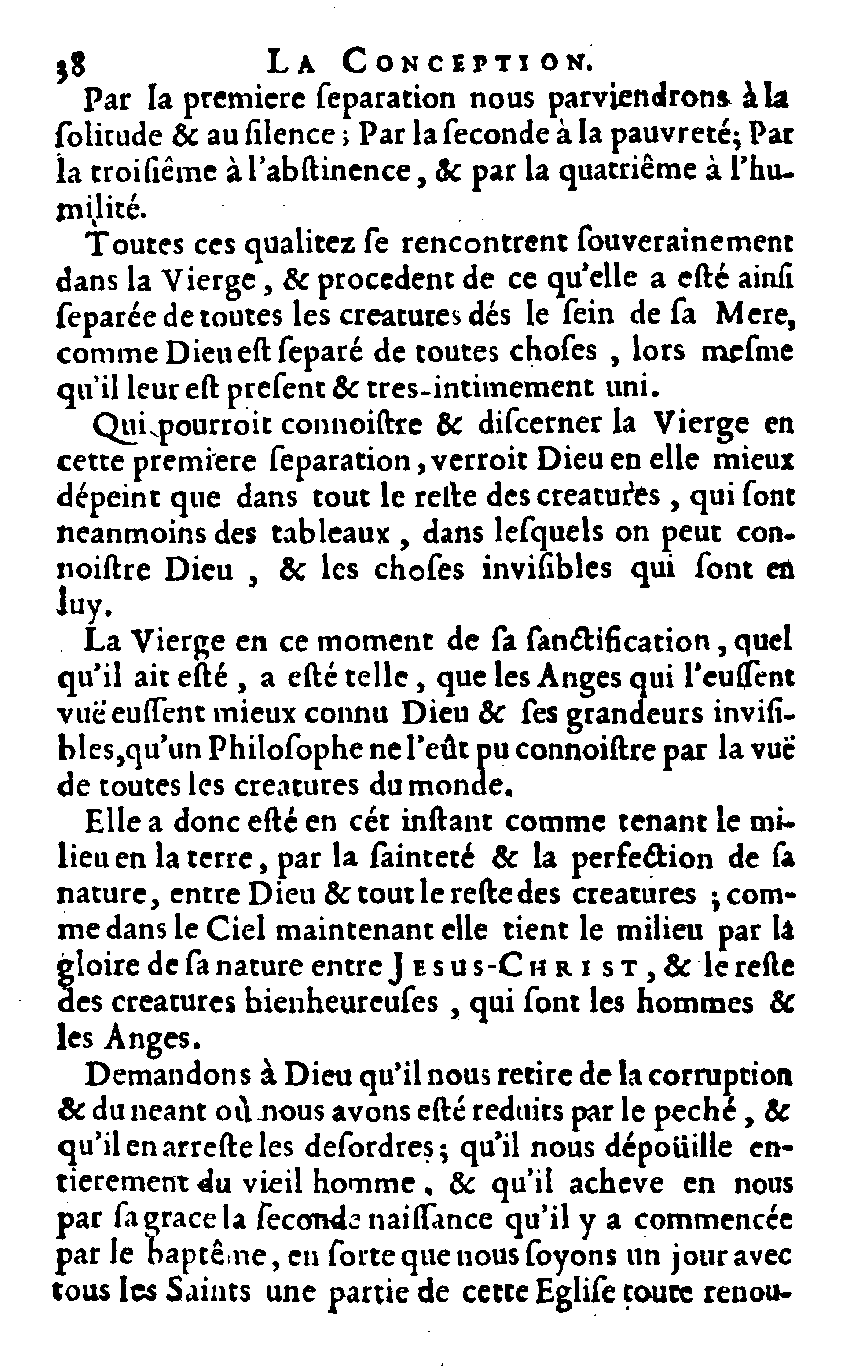 38 LA CONCEPTION.
Par la premiere ſeparation nous parviendrons à la
ſolitude & au ſilence; Par la ſeconde à la pauvreté; Par
la troiſiême à l'abſtinence, & par la quatriême à l'hu-
milité.
Toutes ces qualitez ſe rencontrent ſouverainement
dans la Vierge, & procedent de ce qu'elle a eſté ainſi
ſeparée de toutes les creatures dés le ſein de ſa Mere,
comme Dieu eſt ſeparé de toutes choſes, lors meſme
qu'il leur eſt preſent & tres-intimement uni.
Qui pourroit connoiſtre & diſcerner la Vierge en
cette premiere ſeparation, verroit Dieu en elle mieux
dépeint que dans tout le reſte des creatures, qui ſont
neanmoins des tableaux, dans leſquels on peut con-
noiſtre Dieu, & les choſes inviſibles qui ſont en
luy.
La Vierge en ce moment de ſa ſanctification, quel
qu'il ait eſté, a eſté telle, que les Anges qui l'euſſent
vuë euſſent mieux connu Dieu & ſes grandeurs inviſi-
bles, qu'un Philoſophe ne l'eût pu connoiſtre par la vuë
de toutes les creatures du monde.
Elle a donc eſté en cét inſtant comme tenant le mi-
lieu en la terre, par la ſainteté & la perfection de ſa
nature, entre Dieu & tout le reſte des creatures; com-
me dans le Ciel maintenant elle tient le milieu par la
gloire de ſa nature entre JESUS-CHRIST, & le reſte
des creatures bienheureuſes, qui ſont les hommes &
les Anges.
Demandons à Dieu qu'il nous retire de la corruption
& du neant où nous avons eſté reduits par le peché, &
qu'il en arreſte les deſordres; qu'il nous dépoüille en-
tierement du vieil homme, & qu'il acheve en nous
par ſa grace la ſeconde naiſſance qu'il y a commencée
par le baptême, en ſorte que nous ſoyons un jour avec
tous les Saints une partie de cette Egliſe toute renou-